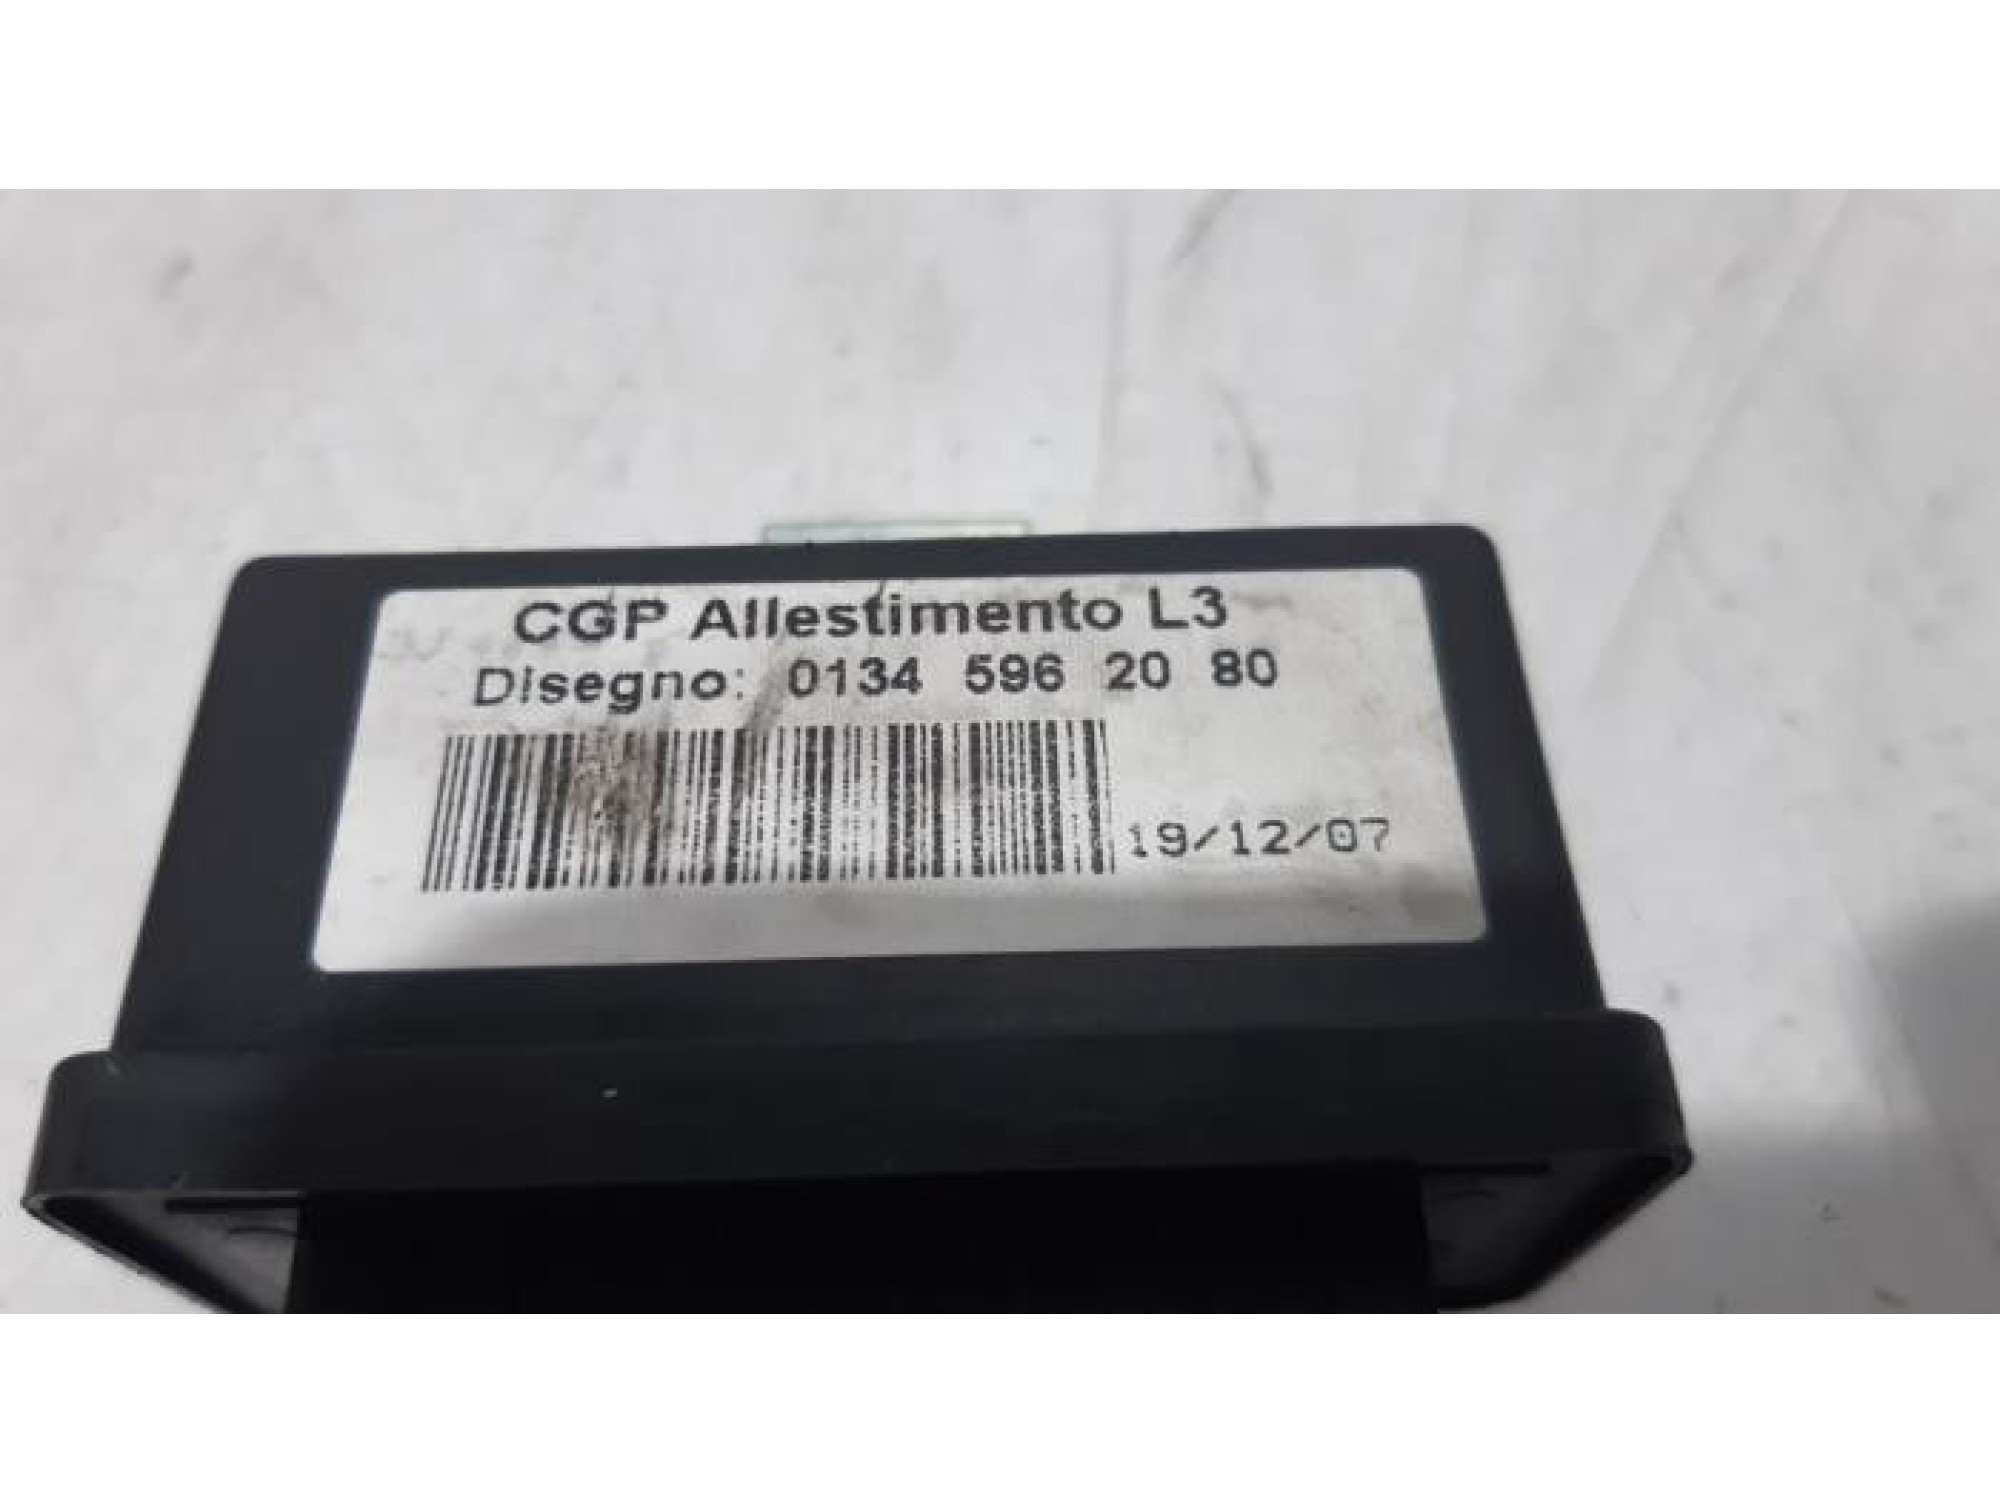 CGP Allestimento L3
Disegno: 0134 596 20 80
19/12/07